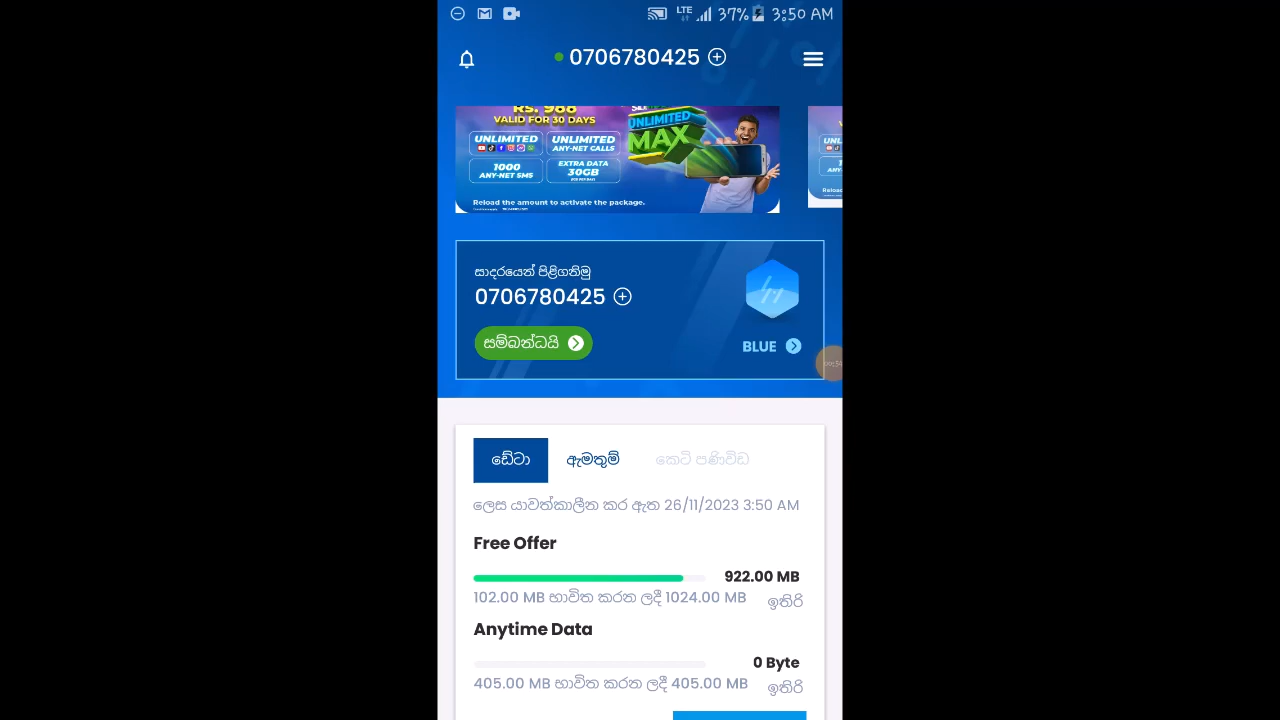 LTE 37% 3:50 AM
0706780425
Rs. 988
VALID FOR 30 DAYS
UNLIMITED
UNLIMITED
ANY-NET CALLS
1000
ANY-NET SMS
EXTRA DATA
30GB
UNLIMITED
MAX
Reload the amount to activate the package.
සාදරයෙන් පිළිගනිමු
0706780425
සම්බන්ධයි
BLUE
ඩේටා ඇමතුම් කෙටි පණිවිඩ
ලෙස යාවත්කාලීන කර ඇත 26/11/2023 3:50 AM
Free Offer
922.00 MB
102.00 MB භාවිත කරන ලදී 1024.00 MB ඉතිරි
Anytime Data
0 Byte
405.00 MB භාවිත කරන ලදී 405.00 MB ඉතිරි